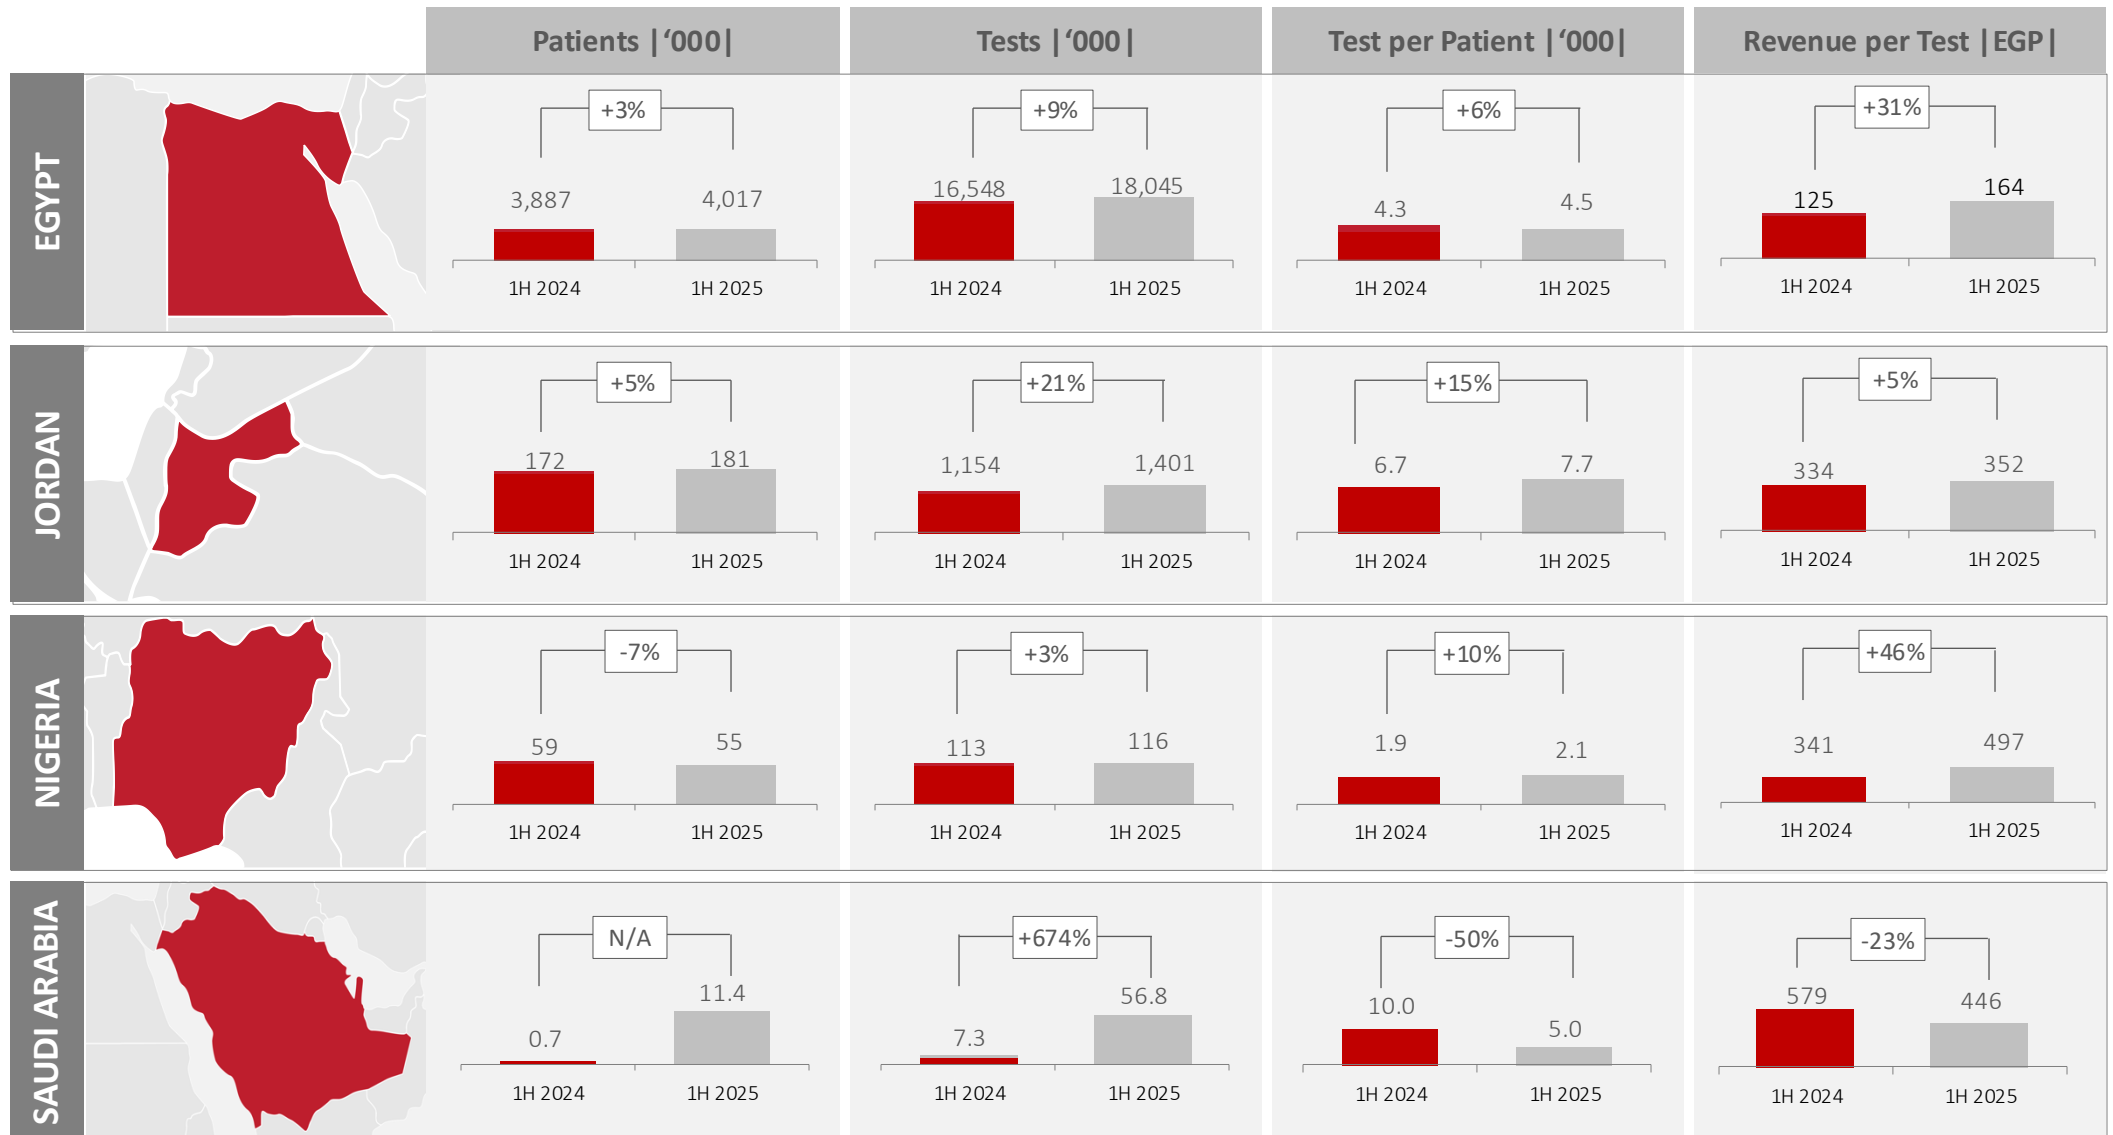 Patients |‘000|
Tests |‘000|
Test per Patient |‘000|
Revenue per Test |EGP|
EGYPT
+3%
3,887
4,017
1H 2024
1H 2025
+9%
16,548
18,045
1H 2024
1H 2025
+6%
4.3
4.5
1H 2024
1H 2025
+31%
125
164
1H 2024
1H 2025
JORDAN
+5%
172
181
1H 2024
1H 2025
+21%
1,154
1,401
1H 2024
1H 2025
+15%
6.7
7.7
1H 2024
1H 2025
+5%
334
352
1H 2024
1H 2025
NIGERIA
-7%
59
55
1H 2024
1H 2025
+3%
113
116
1H 2024
1H 2025
+10%
1.9
2.1
1H 2024
1H 2025
+46%
341
497
1H 2024
1H 2025
SAUDI ARABIA
N/A
0.7
11.4
1H 2024
1H 2025
+674%
7.3
56.8
1H 2024
1H 2025
-50%
10.0
5.0
1H 2024
1H 2025
-23%
579
446
1H 2024
1H 2025